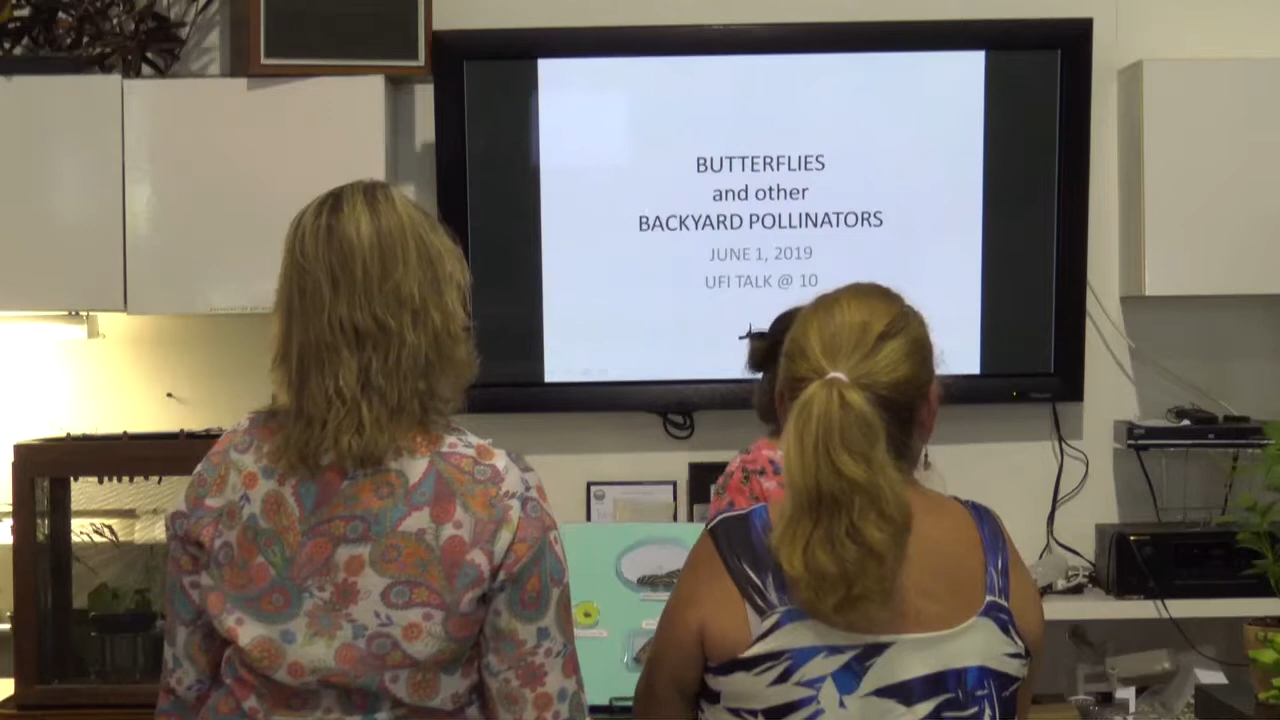 BUTTERFLIES
and other
BACKYARD POLLINATORS
JUNE 1, 2019
UFI TALK @ 10